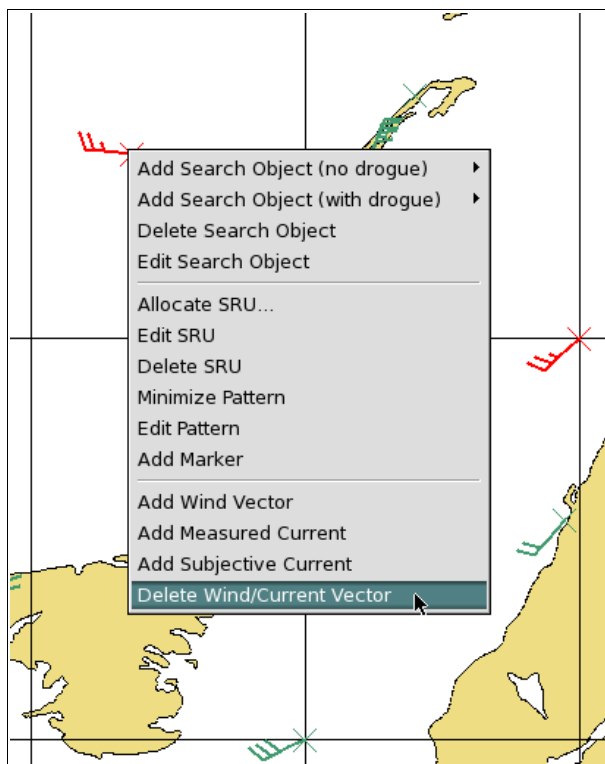 Add Search Object (no drogue)
Add Search Object (with drogue)
Delete Search Object
Edit Search Object
Allocate SRU...
Edit SRU
Delete SRU
Minimize Pattern
Edit Pattern
Add Marker
Add Wind Vector
Add Measured Current
Add Subjective Current
Delete Wind/Current Vector